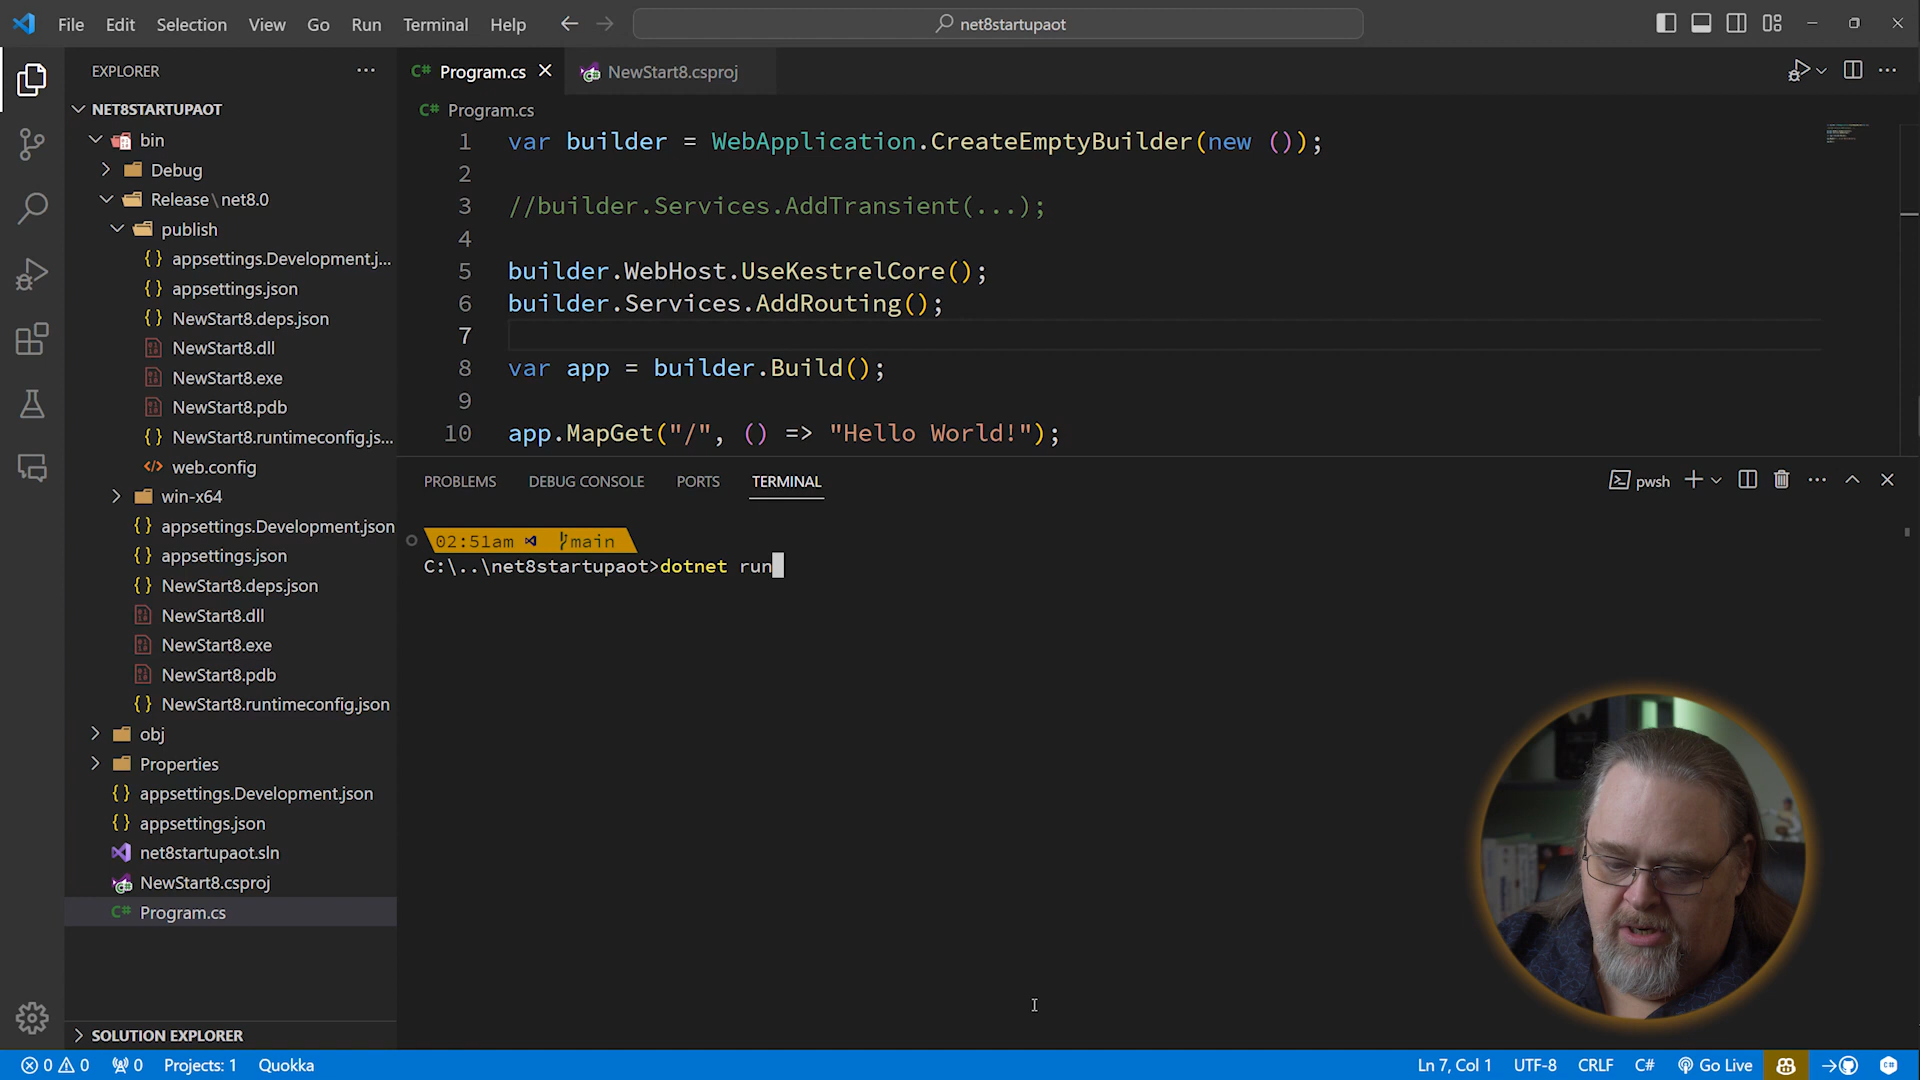 File Edit Selection View Go Run Terminal Help
net8startupaot
EXPLORER
NET8STARTUPAOT
bin
Debug
Release\net8.0
publish
appsettings.Development.j...
appsettings.json
NewStart8.deps.json
NewStart8.dll
NewStart8.exe
NewStart8.pdb
NewStart8.runtimeconfig.js...
web.config
win-x64
appsettings.Development.json
appsettings.json
NewStart8.deps.json
NewStart8.dll
NewStart8.exe
NewStart8.pdb
NewStart8.runtimeconfig.json
obj
Properties
appsettings.Development.json
appsettings.json
net8startupaot.sln
NewStart8.csproj
Program.cs
SOLUTION EXPLORER
Program.cs NewStart8.csproj
Program.cs
1 var builder = WebApplication.CreateEmptyBuilder(new ());
2
3 //builder.Services.AddTransient(...);
4
5 builder.WebHost.UseKestrelCore();
6 builder.Services.AddRouting();
7
8 var app = builder.Build();
9
10 app.MapGet("/", () => "Hello World!");
PROBLEMS DEBUG CONSOLE PORTS TERMINAL
pwsh
02:51am main
C:\..\net8startupaot>dotnet run
0 0 0 Projects: 1 Quokka
Ln 7, Col 1 UTF-8 CRLF C# Go Live